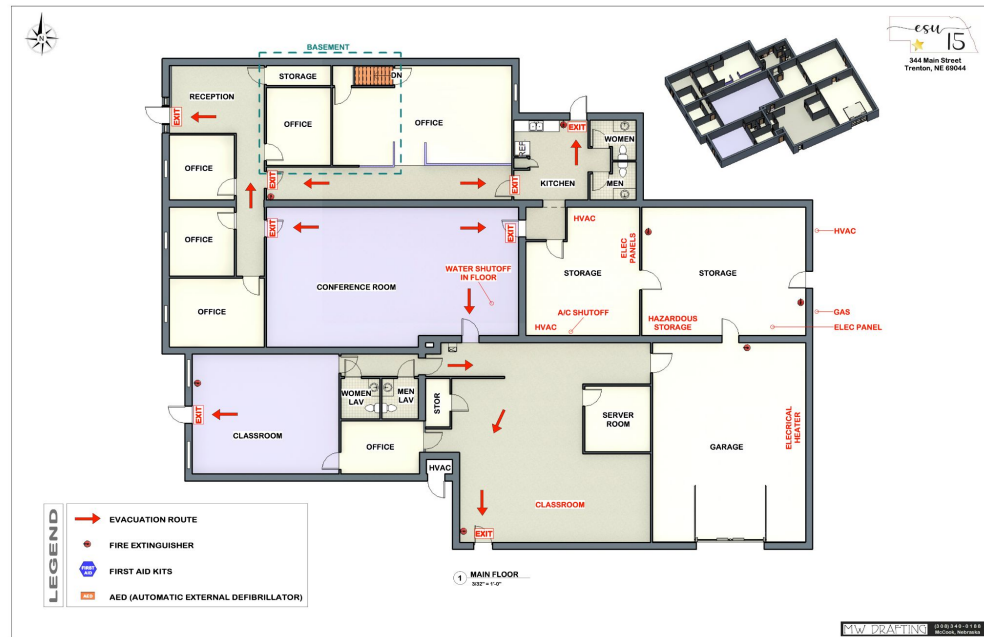 N
esu
15
344 Main Street
Trenton, NE 69044
BASEMENT
STORAGE
DN
RECEPTION
EXIT
OFFICE
OFFICE
EXIT
WOMEN
REF
OFFICE
EXIT
EXIT
KITCHEN
MEN
HVAC
EXIT
EXIT
ELEC
PANELS
HVAC
OFFICE
WATER SHUTOFF
IN FLOOR
STORAGE
STORAGE
CONFERENCE ROOM
OFFICE
A/C SHUTOFF
HAZARDOUS
STORAGE
GAS
HVAC
ELEC PANEL
WOMEN
LAV
MEN
LAV
STOR
EXIT
SERVER
ROOM
CLASSROOM
OFFICE
GARAGE
ELECRICAL
HEATER
HVAC
CLASSROOM
EXIT
LEGEND
EVACUATION ROUTE
FIRE EXTINGUISHER
FIRST
AID
FIRST AID KITS
AED
AED (AUTOMATIC EXTERNAL DEFIBRILLATOR)
1
MAIN FLOOR
3/32" = 1'-0"
MW DRAFTING
(308) 340-0188
McCook, Nebraska